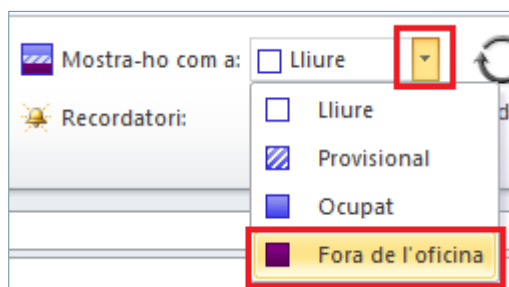 Mostra-ho com a: Lliure
Recordatori:
Lliure
Provisional
Ocupat
Fora de l'oficina